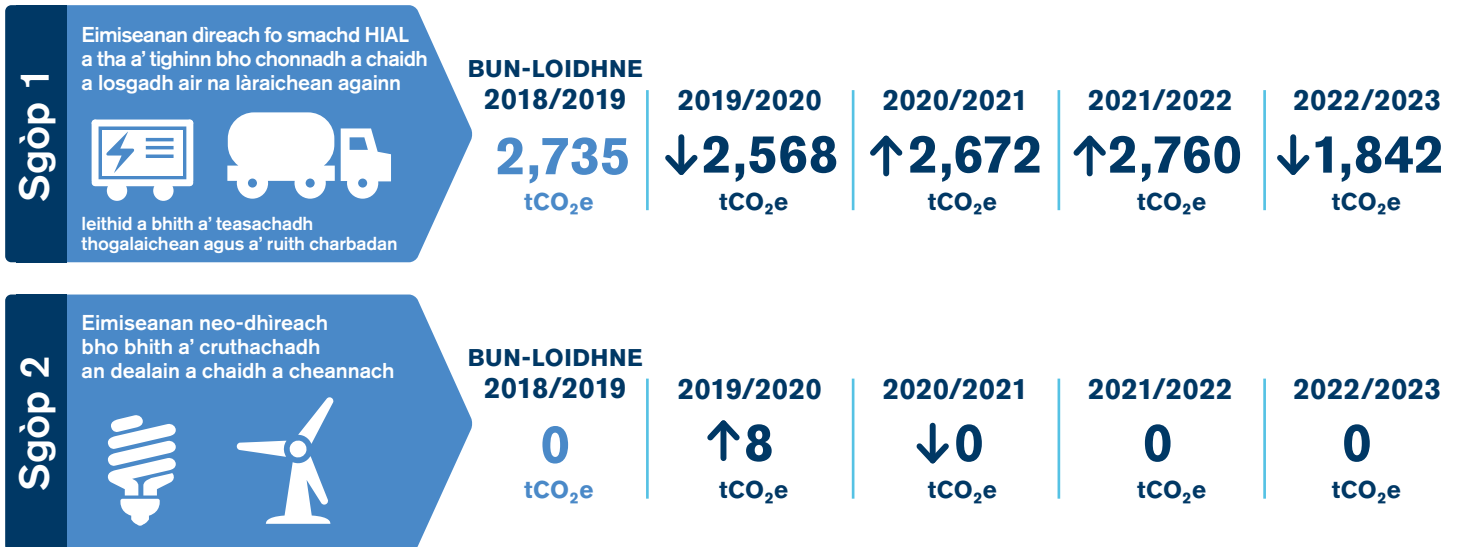 Sgòp 1
Eimiseanan dìreach fo smachd HIAL
a tha a' tighinn bho chonnadh a chaidh
a losgadh air na làraichean againn
leithid a bhith a' teasachadh
thogalaichean agus a' ruith charbadan
BUN-LOIDHNE
2018/2019 2019/2020 2020/2021 2021/2022 2022/2023
2,735 ↓2,568 ↑2,672 ↑2,760 ↓1,842
tCO₂e tCO₂e tCO₂e tCO₂e tCO₂e
Sgòp 2
Eimiseanan neo-dhìreach
bho bhith a' cruthachadh
an dealain a chaidh a cheannach
BUN-LOIDHNE
2018/2019 2019/2020 2020/2021 2021/2022 2022/2023
0 ↑8 ↓0 0 0
tCO₂e tCO₂e tCO₂e tCO₂e tCO₂e